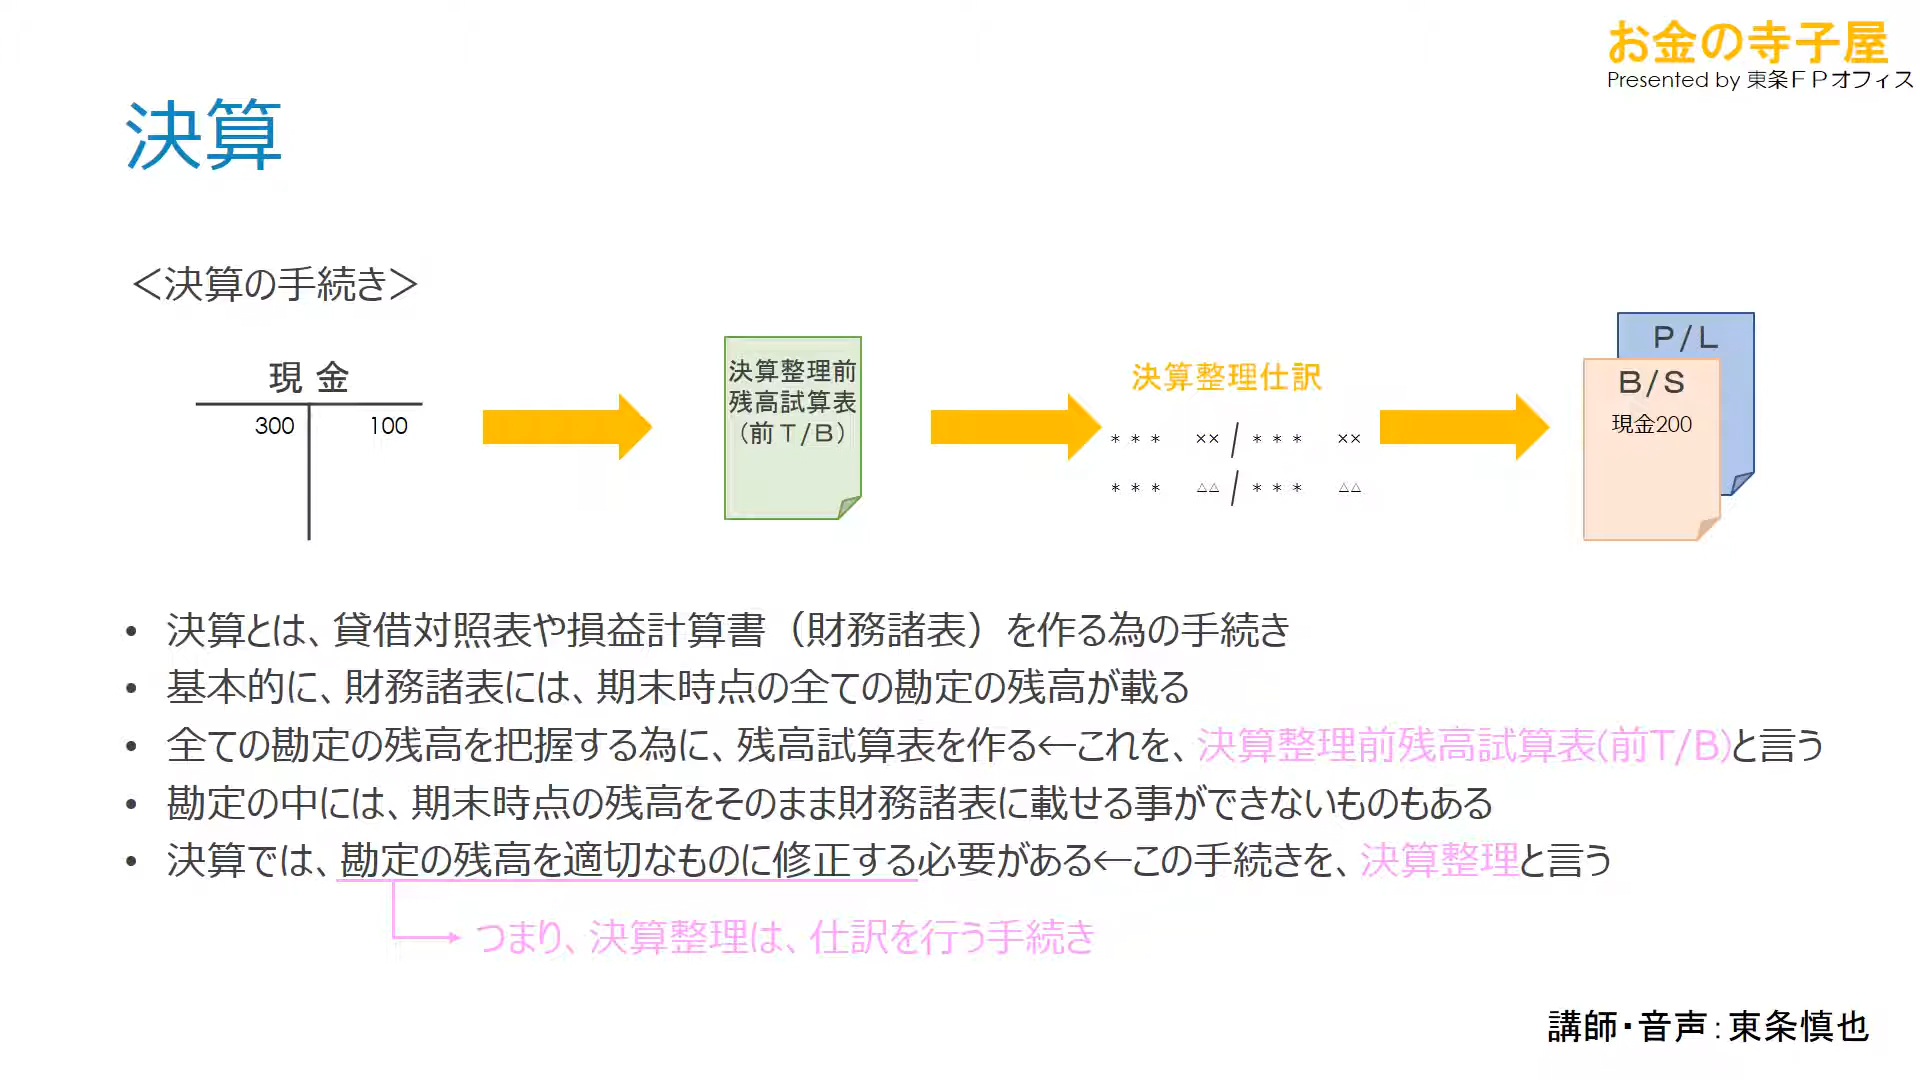 お金の寺子屋
Presented by 東条ＦＰオフィス
決算
＜決算の手続き＞
現 金
300 100
決算整理前
残高試算表
（前Ｔ/Ｂ）
決算整理仕訳
＊＊＊ ×× / ＊＊＊ ××
＊＊＊ △△ / ＊＊＊ △△
Ｐ/Ｌ
Ｂ/Ｓ
現金200
• 決算とは、貸借対照表や損益計算書（財務諸表）を作る為の手続き
• 基本的に、財務諸表には、期末時点の全ての勘定の残高が載る
• 全ての勘定の残高を把握する為に、残高試算表を作る←これを、決算整理前残高試算表(前T/B)と言う
• 勘定の中には、期末時点の残高をそのまま財務諸表に載せる事ができないものもある
• 決算では、勘定の残高を適切なものに修正する必要がある←この手続きを、決算整理と言う
つまり、決算整理は、仕訳を行う手続き
講師・音声：東条慎也